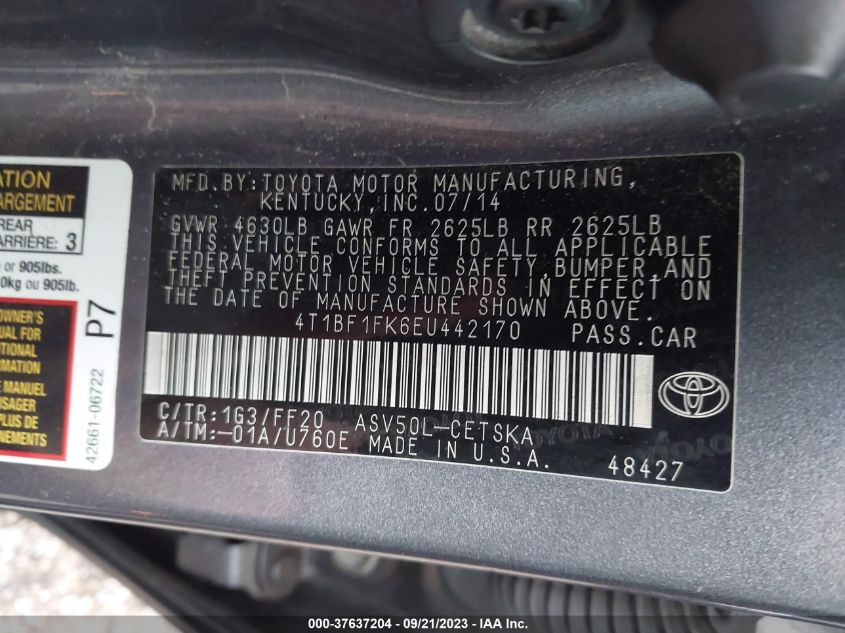 ATION
ARGEMENT
REAR
ARRIÈRE: 3
or 905lbs.
0kg ou 905lb.
OWNER'S
UAL FOR
TIONAL
RMATION
E MANUEL
USAGER
PLUS DE
P7
42661-06722
MFD.BY:TOYOTA MOTOR MANUFACTURING,
KENTUCKY,INC.07/14
GVWR 4630LB GAWR FR 2625LB RR 2625LB
THIS VEHICLE CONFORMS TO ALL APPLICABLE
FEDERAL MOTOR VEHICLE SAFETY,BUMPER,AND
THEFT PREVENTION STANDARDS IN EFFECT ON
THE DATE OF MANUFACTURE SHOWN ABOVE.
4T1BF1FK6EU442170 PASS.CAR
C/TR:1G3/FF20 ASV50L-CETSKA
A/TM:-01A/U760E MADE IN U.S.A.
48427
TOYOTA
000-37637204 - 09/21/2023 - IAA Inc.